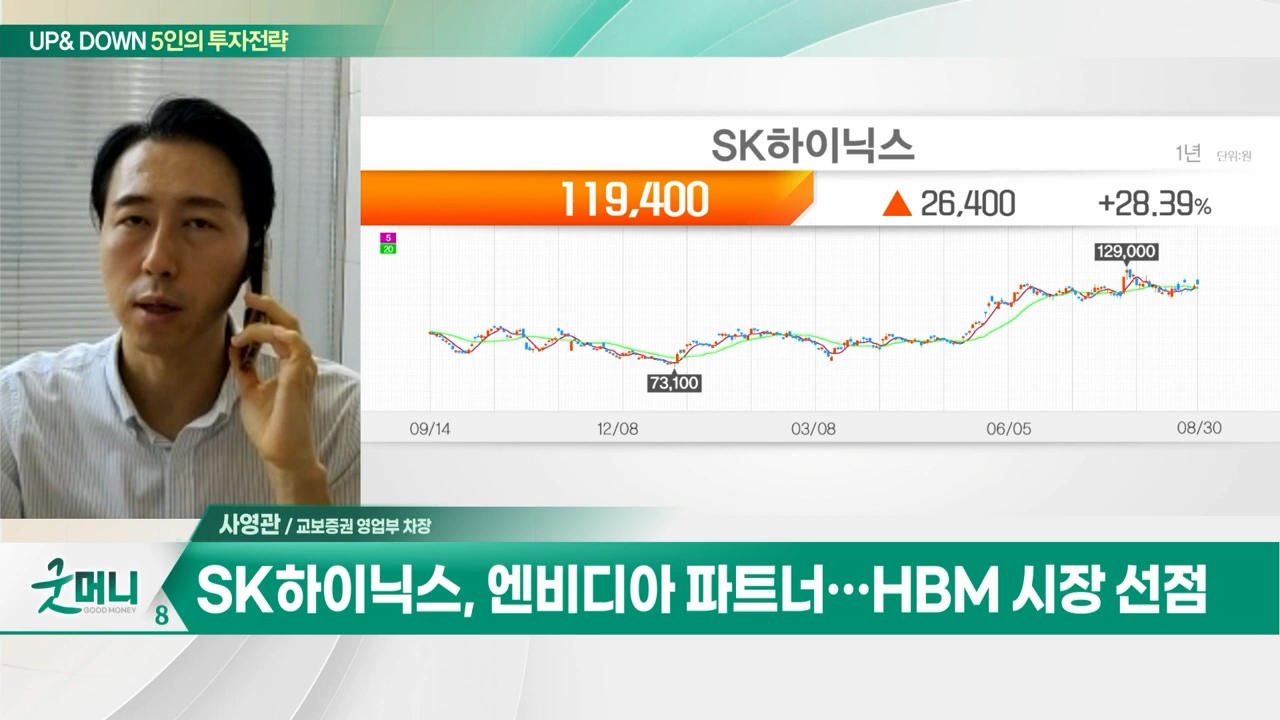 UP& DOWN 5인의 투자전략
SK하이닉스
1년 단위:원
119,400 ▲ 26,400 +28.39%
5
20
129,000
73,100
09/14 12/08 03/08 06/05 08/30
사영관 / 교보증권 영업부 차장
굿머니
GOOD MONEY
8
SK하이닉스, 엔비디아 파트너…HBM 시장 선점